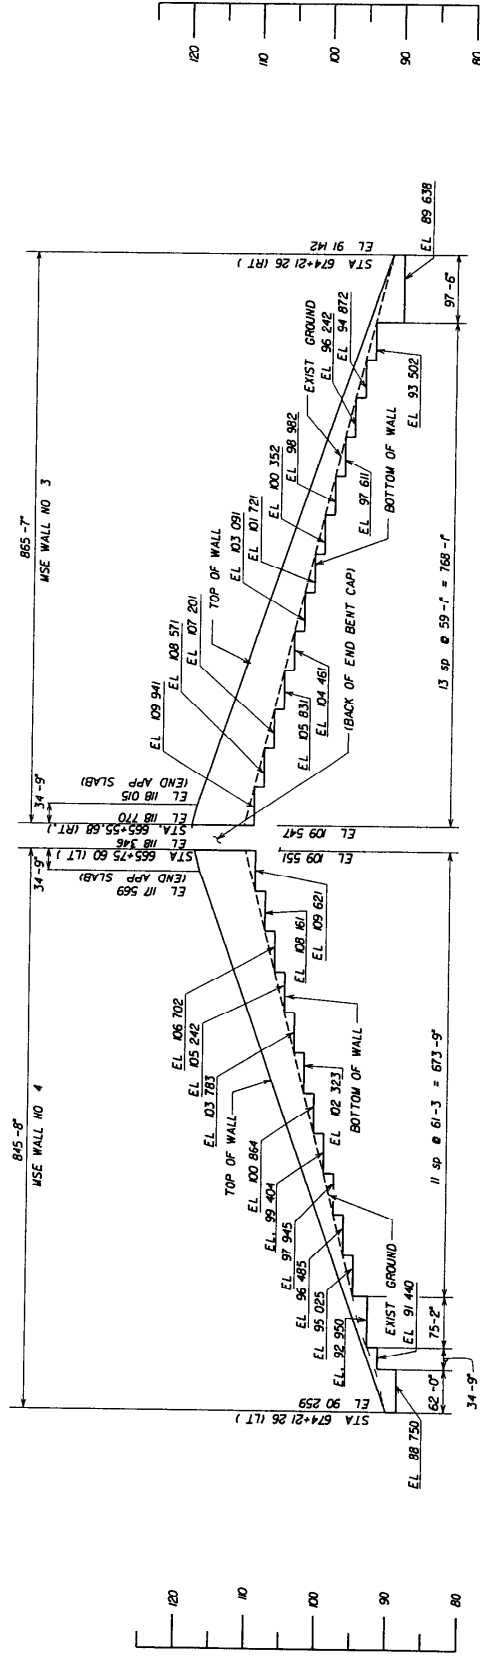 120
110
100
90
80
865'-7"
MSE WALL NO 3
34'-9"
EL 118 015
(END APP SLAB)
EL 118 770
STA. 665+55.68 (RT.)
EL 91 142
STA 674+21 26 (RT )
EL 109 941
EL 108 571
EL 107 201
TOP OF WALL
EL 103 091
EL 101 721
EL 100 352
EL 98 982
EXIST GROUND
EL 96 242
EL 94 872
EL 89 638
97'-6"
EL 93 502
EL 97 611
BOTTOM OF WALL
(BACK OF END BENT CAP)
EL 104 461
EL 105 831
EL 109 547
13 sp @ 59'-1" = 768'-1"
845'-8"
MSE WALL NO 4
34'-9"
EL 118 346
STA 665+75 60 (LT )
EL 117 569
(END APP SLAB)
EL 109 551
EL 109 621
EL 108 161
EL 106 702
EL 105 242
EL 103 783
TOP OF WALL
BOTTOM OF WALL
EL 102 323
EL 100 864
EL. 99 404
EL 97 945
EL 96 485
EL 95 025
EL. 92 950
EXIST GROUND
EL 91 440
EL 90 259
STA 674+21 26 (LT )
EL 88 750
11 sp @ 61'-3 = 673'-9"
75'-2"
34'-9"
62'-0"
120
110
100
90
80